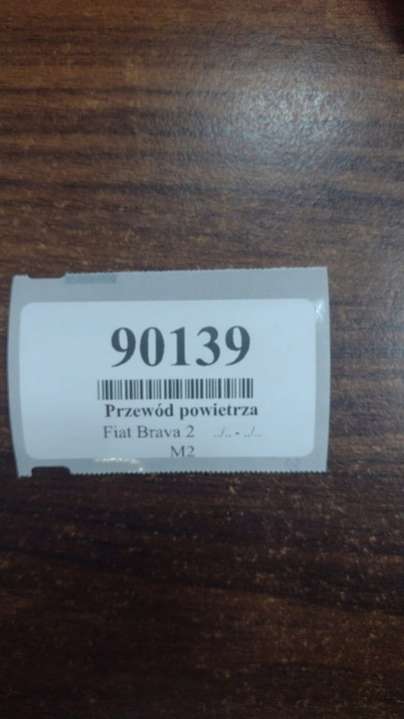 90139
Przewód powietrza
Fiat Brava 2 ../.. - ../..
M2